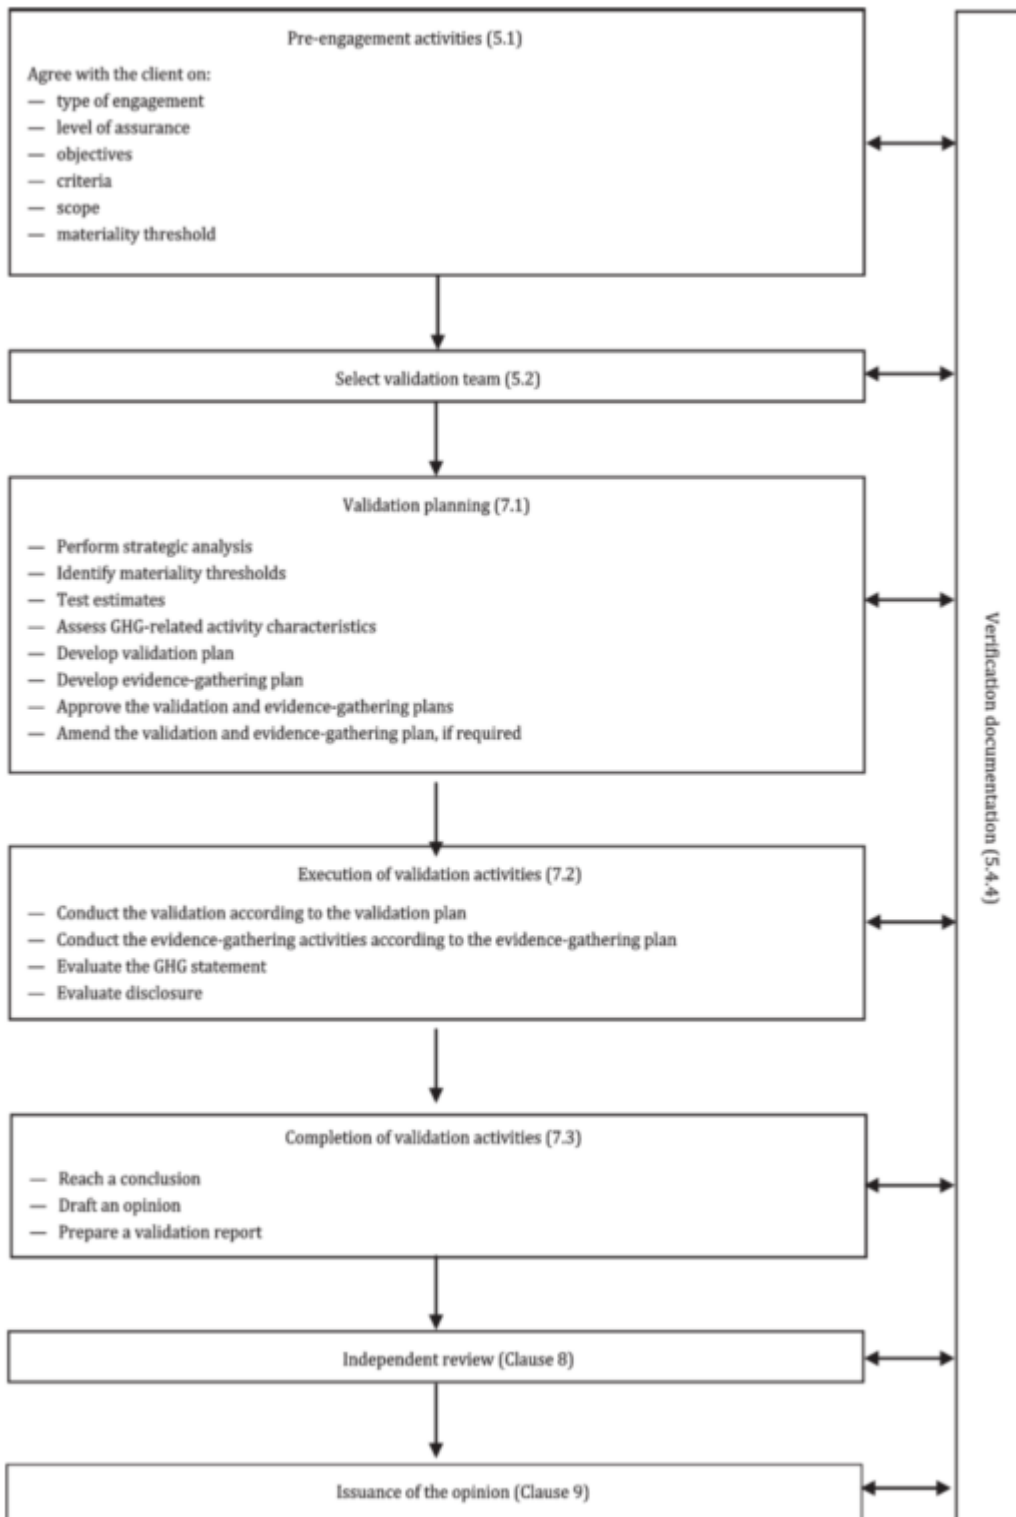 Pre-engagement activities (5.1)
Agree with the client on:
— type of engagement
— level of assurance
— objectives
— criteria
— scope
— materiality threshold
Select validation team (5.2)
Validation planning (7.1)
— Perform strategic analysis
— Identify materiality thresholds
— Test estimates
— Assess GHG-related activity characteristics
— Develop validation plan
— Develop evidence-gathering plan
— Approve the validation and evidence-gathering plans
— Amend the validation and evidence-gathering plan, if required
Execution of validation activities (7.2)
— Conduct the validation according to the validation plan
— Conduct the evidence-gathering activities according to the evidence-gathering plan
— Evaluate the GHG statement
— Evaluate disclosure
Completion of validation activities (7.3)
— Reach a conclusion
— Draft an opinion
— Prepare a validation report
Independent review (Clause 8)
Issuance of the opinion (Clause 9)
Verification documentation (5.4.4)